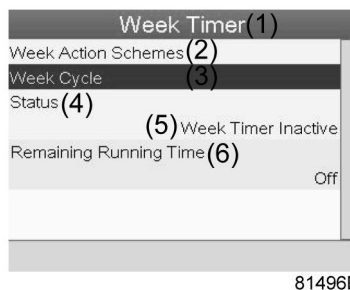 Week Timer(1)
Week Action Schemes(2)
Week Cycle (3)
Status(4)
(5) Week Timer Inactive
Remaining Running Time(6)
Off